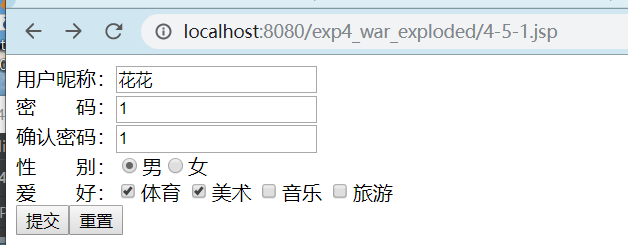 localhost:8080/exp4_war_exploded/4-5-1.jsp
用户昵称：花花
密 码：1
确认密码：1
性 别：男 女
爱 好：体育 美术 音乐 旅游
提交 重置